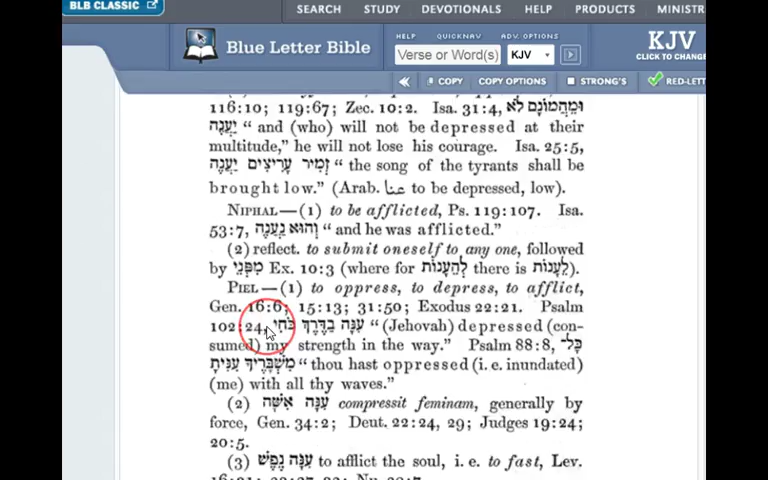 BLB CLASSIC
SEARCH STUDY DEVOTIONALS HELP PRODUCTS MINISTR
HELP QUICKNAV ADV. OPTIONS
Blue Letter Bible Verse or Word(s) KJV KJV
CLICK TO CHANGE
COPY COPY OPTIONS STRONG'S RED-LETT
116:10; 119:67; Zec. 10:2. Isa. 31:4, וּמֵהֲמוֹנָם לֹא
יַעֲנֶה “and (who) will not be depressed at their
multitude,” he will not lose his courage. Isa. 25:5,
זְמִיר עָרִיצִים יַעֲנֶה “the song of the tyrants shall be
brought low.” (Arab. عنا to be depressed, low).
NIPHAL—(1) to be afflicted, Ps. 119:107. Isa.
53:7, וְהוּא נַעֲנֶה “and he was afflicted.”
(2) reflect. to submit oneself to any one, followed
by מִפְּנֵי Ex. 10:3 (where for לְהֵעָנוֹת there is לֵעָנוֹת).
PIEL—(1) to oppress, to depress, to afflict,
Gen. 16:6; 15:13; 31:50; Exodus 22:21. Psalm
102:24, עִנָּה בַדֶּרֶךְ כֹּחִי “(Jehovah) depressed (con-
sumed) my strength in the way.” Psalm 88:8, כָּל־
מִשְׁבָּרֶיךָ עִנִּיתָ “thou hast oppressed (i. e. inundated)
(me) with all thy waves.”
(2) עִנָּה אִשָּׁה compressit feminam, generally by
force, Gen. 34:2; Deut. 22:24, 29; Judges 19:24;
20:5.
(3) עִנָּה נֶפֶשׁ to afflict the soul, i. e. to fast, Lev.